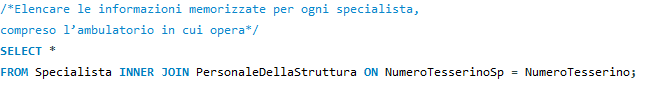 /*Elencare le informazioni memorizzate per ogni specialista,
compreso l’ambulatorio in cui opera*/
SELECT *
FROM Specialista INNER JOIN PersonaleDellaStruttura ON NumeroTesserinoSp = NumeroTesserino;